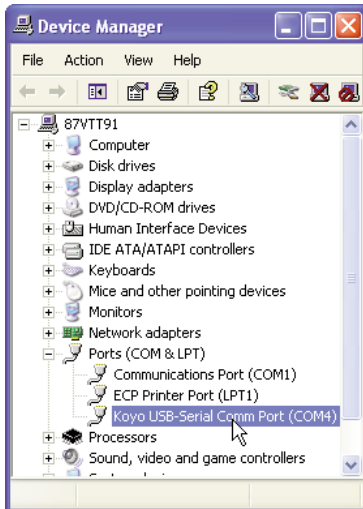 Device Manager
File Action View Help
87VTT91
Computer
Disk drives
Display adapters
DVD/CD-ROM drives
Human Interface Devices
IDE ATA/ATAPI controllers
Keyboards
Mice and other pointing devices
Monitors
Network adapters
Ports (COM & LPT)
Communications Port (COM1)
ECP Printer Port (LPT1)
Koyo USB-Serial Comm Port (COM4)
Processors
Sound, video and game controllers